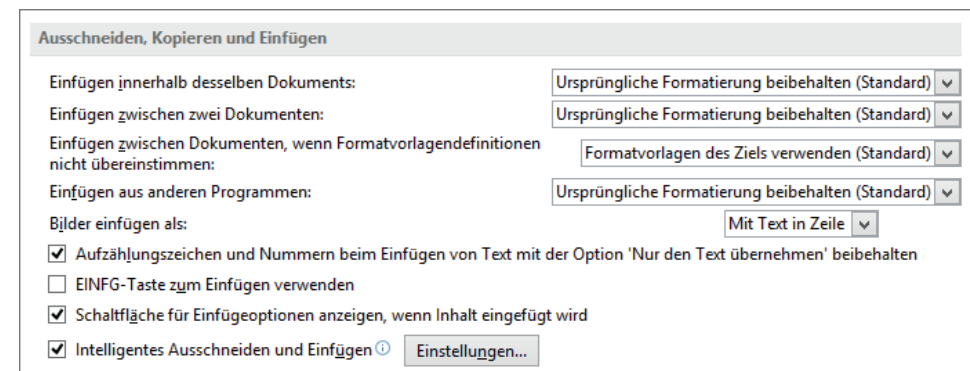 Ausschneiden, Kopieren und Einfügen
Einfügen innerhalb desselben Dokuments: Ursprüngliche Formatierung beibehalten (Standard)
Einfügen zwischen zwei Dokumenten: Ursprüngliche Formatierung beibehalten (Standard)
Einfügen zwischen Dokumenten, wenn Formatvorlagendefinitionen
nicht übereinstimmen: Formatvorlagen des Ziels verwenden (Standard)
Einfügen aus anderen Programmen: Ursprüngliche Formatierung beibehalten (Standard)
Bilder einfügen als: Mit Text in Zeile
Aufzählungszeichen und Nummern beim Einfügen von Text mit der Option 'Nur den Text übernehmen' beibehalten
EINFG-Taste zum Einfügen verwenden
Schaltfläche für Einfügeoptionen anzeigen, wenn Inhalt eingefügt wird
Intelligentes Ausschneiden und Einfügen Einstellungen...